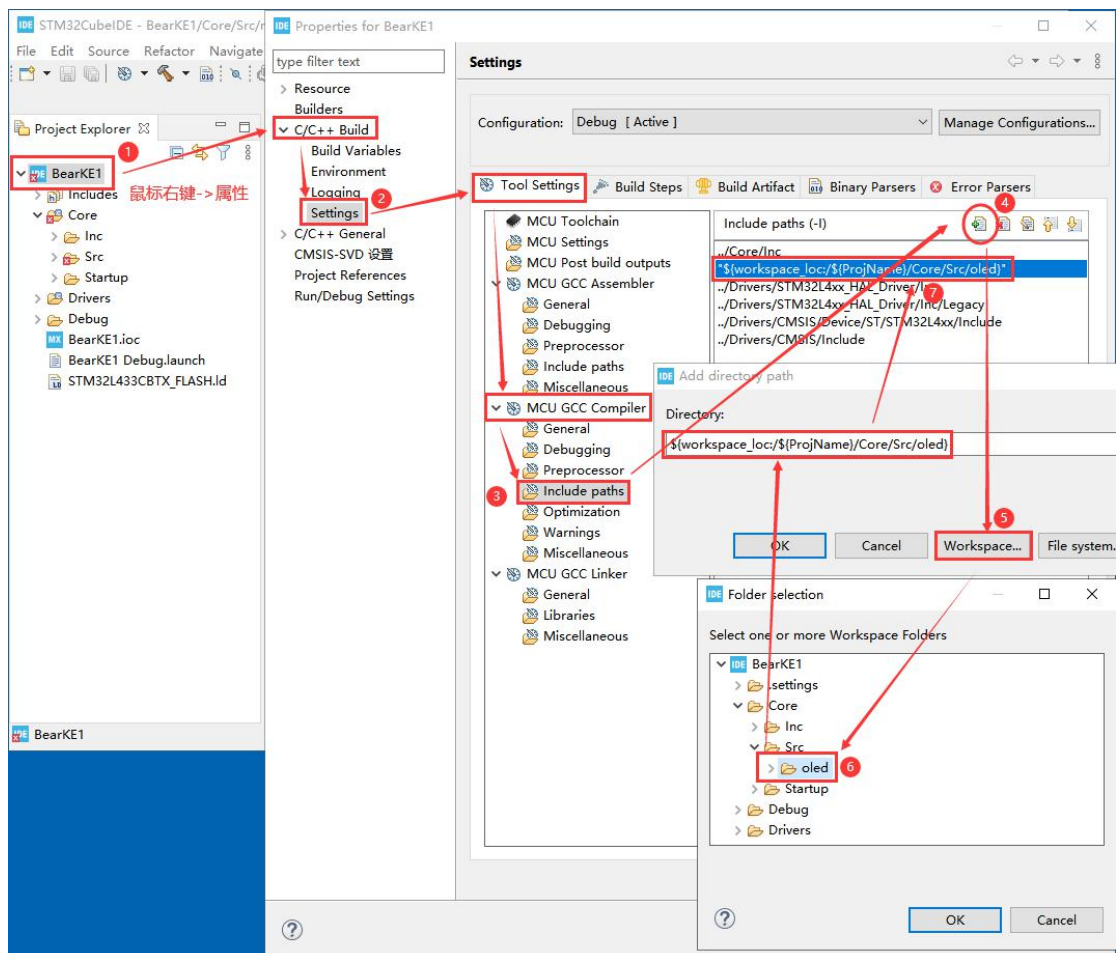 STM32CubeIDE - BearKE1/Core/Src/
File Edit Source Refactor Navigate
Project Explorer
1
BearKE1
鼠标右键->属性
Includes
Core
Inc
Src
Startup
Drivers
Debug
BearKE1.ioc
BearKE1 Debug.launch
STM32L433CBTX_FLASH.ld
BearKE1
Properties for BearKE1
type filter text
Resource
Builders
C/C++ Build
Build Variables
Environment
Logging
2
Settings
C/C++ General
CMSIS-SVD 设置
Project References
Run/Debug Settings
Settings
Configuration: Debug [ Active ] Manage Configurations...
Tool Settings Build Steps Build Artifact Binary Parsers Error Parsers
MCU Toolchain
MCU Settings
MCU Post build outputs
MCU GCC Assembler
General
Debugging
Preprocessor
Include paths
Miscellaneous
MCU GCC Compiler
General
Debugging
Preprocessor
3
Include paths
Optimization
Warnings
Miscellaneous
MCU GCC Linker
General
Libraries
Miscellaneous
Include paths (-I)
4
../Core/Inc
"${workspace_loc:/${ProjName}/Core/Src/oled}"
../Drivers/STM32L4xx_HAL_Driver/Inc
7
../Drivers/STM32L4xx_HAL_Driver/Inc/Legacy
../Drivers/CMSIS/Device/ST/STM32L4xx/Include
../Drivers/CMSIS/Include
Add directory path
Directory:
${workspace_loc:/${ProjName}/Core/Src/oled}
5
OK Cancel Workspace... File system.
Folder selection
Select one or more Workspace Folders
BearKE1
.settings
Core
Inc
Src
oled
6
Startup
Debug
Drivers
OK Cancel